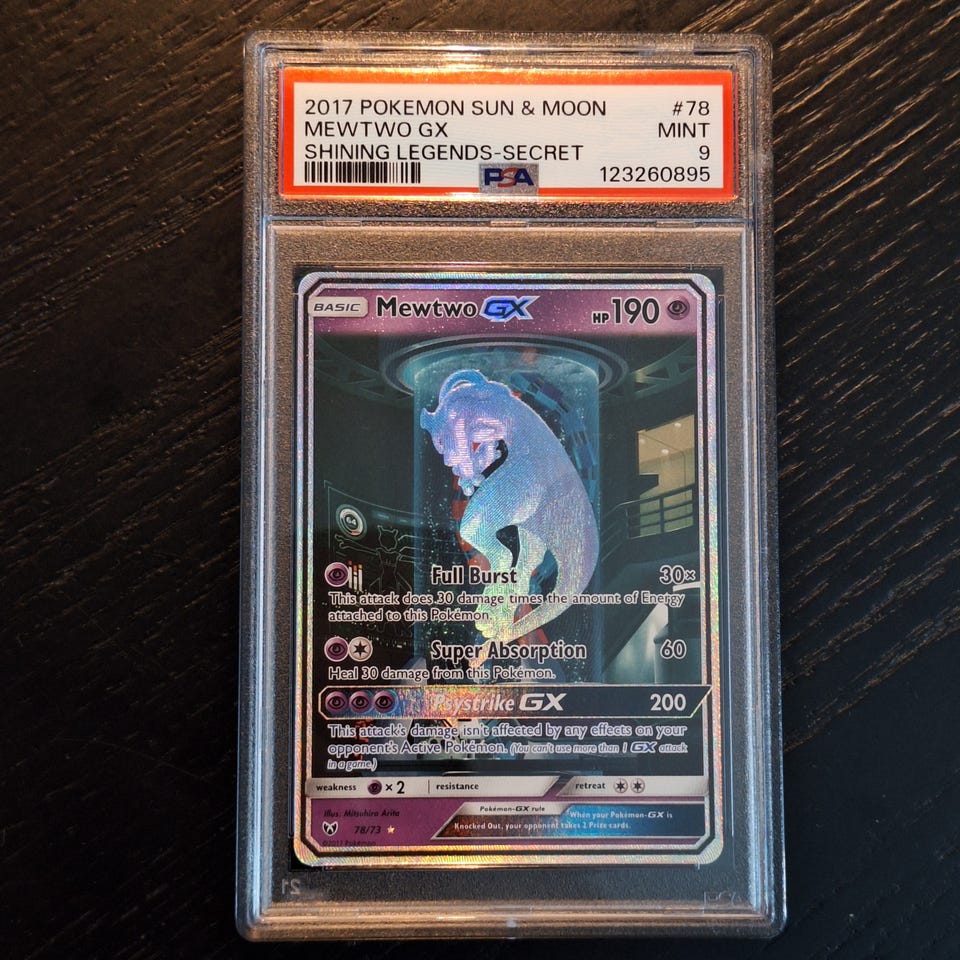 2017 POKEMON SUN & MOON #78
MEWTWO GX MINT
SHINING LEGENDS-SECRET 9
PSA 123260895
BASIC Mewtwo GX HP 190
64
Full Burst 30×
This attack does 30 damage times the amount of Energy
attached to this Pokémon.
Super Absorption 60
Heal 30 damage from this Pokémon.
Psystrike GX 200
This attack's damage isn't affected by any effects on your
opponent's Active Pokémon. (You can't use more than 1 GX attack
in a game.)
weakness ×2 resistance retreat
Illus. Mitsuhiro Arita
Pokémon-GX rule When your Pokémon-GX is
Knocked Out, your opponent takes 2 Prize cards.
78/73
©2017 Pokémon